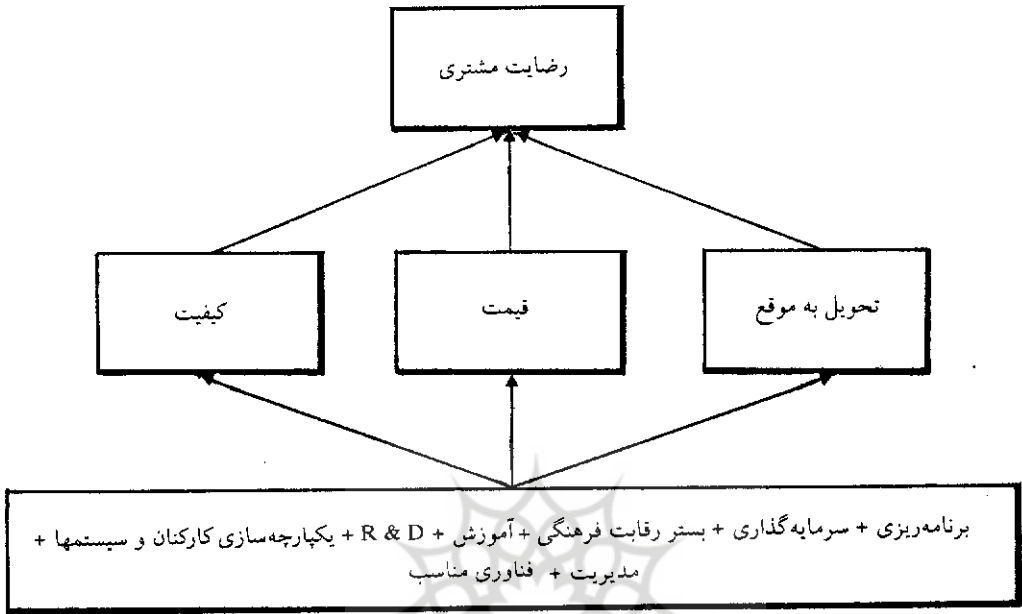 رضایت مشتری
تحویل به موقع
قیمت
کیفیت
برنامه‌ریزی + سرمایه‌گذاری + بستر رقابت فرهنگی + آموزش + R & D + یکپارچه‌سازی کارکنان و سیستمها +
مدیریت + فناوری مناسب